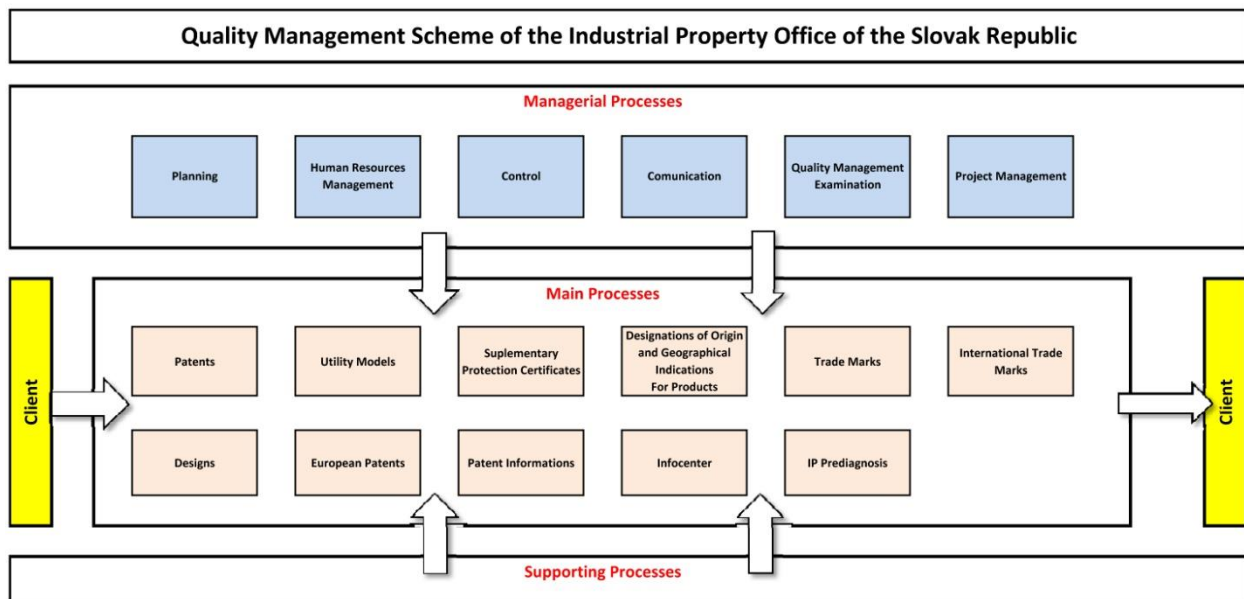 Quality Management Scheme of the Industrial Property Office of the Slovak Republic
Managerial Processes
Planning
Human Resources
Management
Control
Comunication
Quality Management
Examination
Project Management
Client
Main Processes
Patents
Utility Models
Suplementary
Protection Certificates
Designations of Origin
and Geographical
Indications
For Products
Trade Marks
International Trade
Marks
Designs
European Patents
Patent Informations
Infocenter
IP Prediagnosis
Client
Supporting Processes